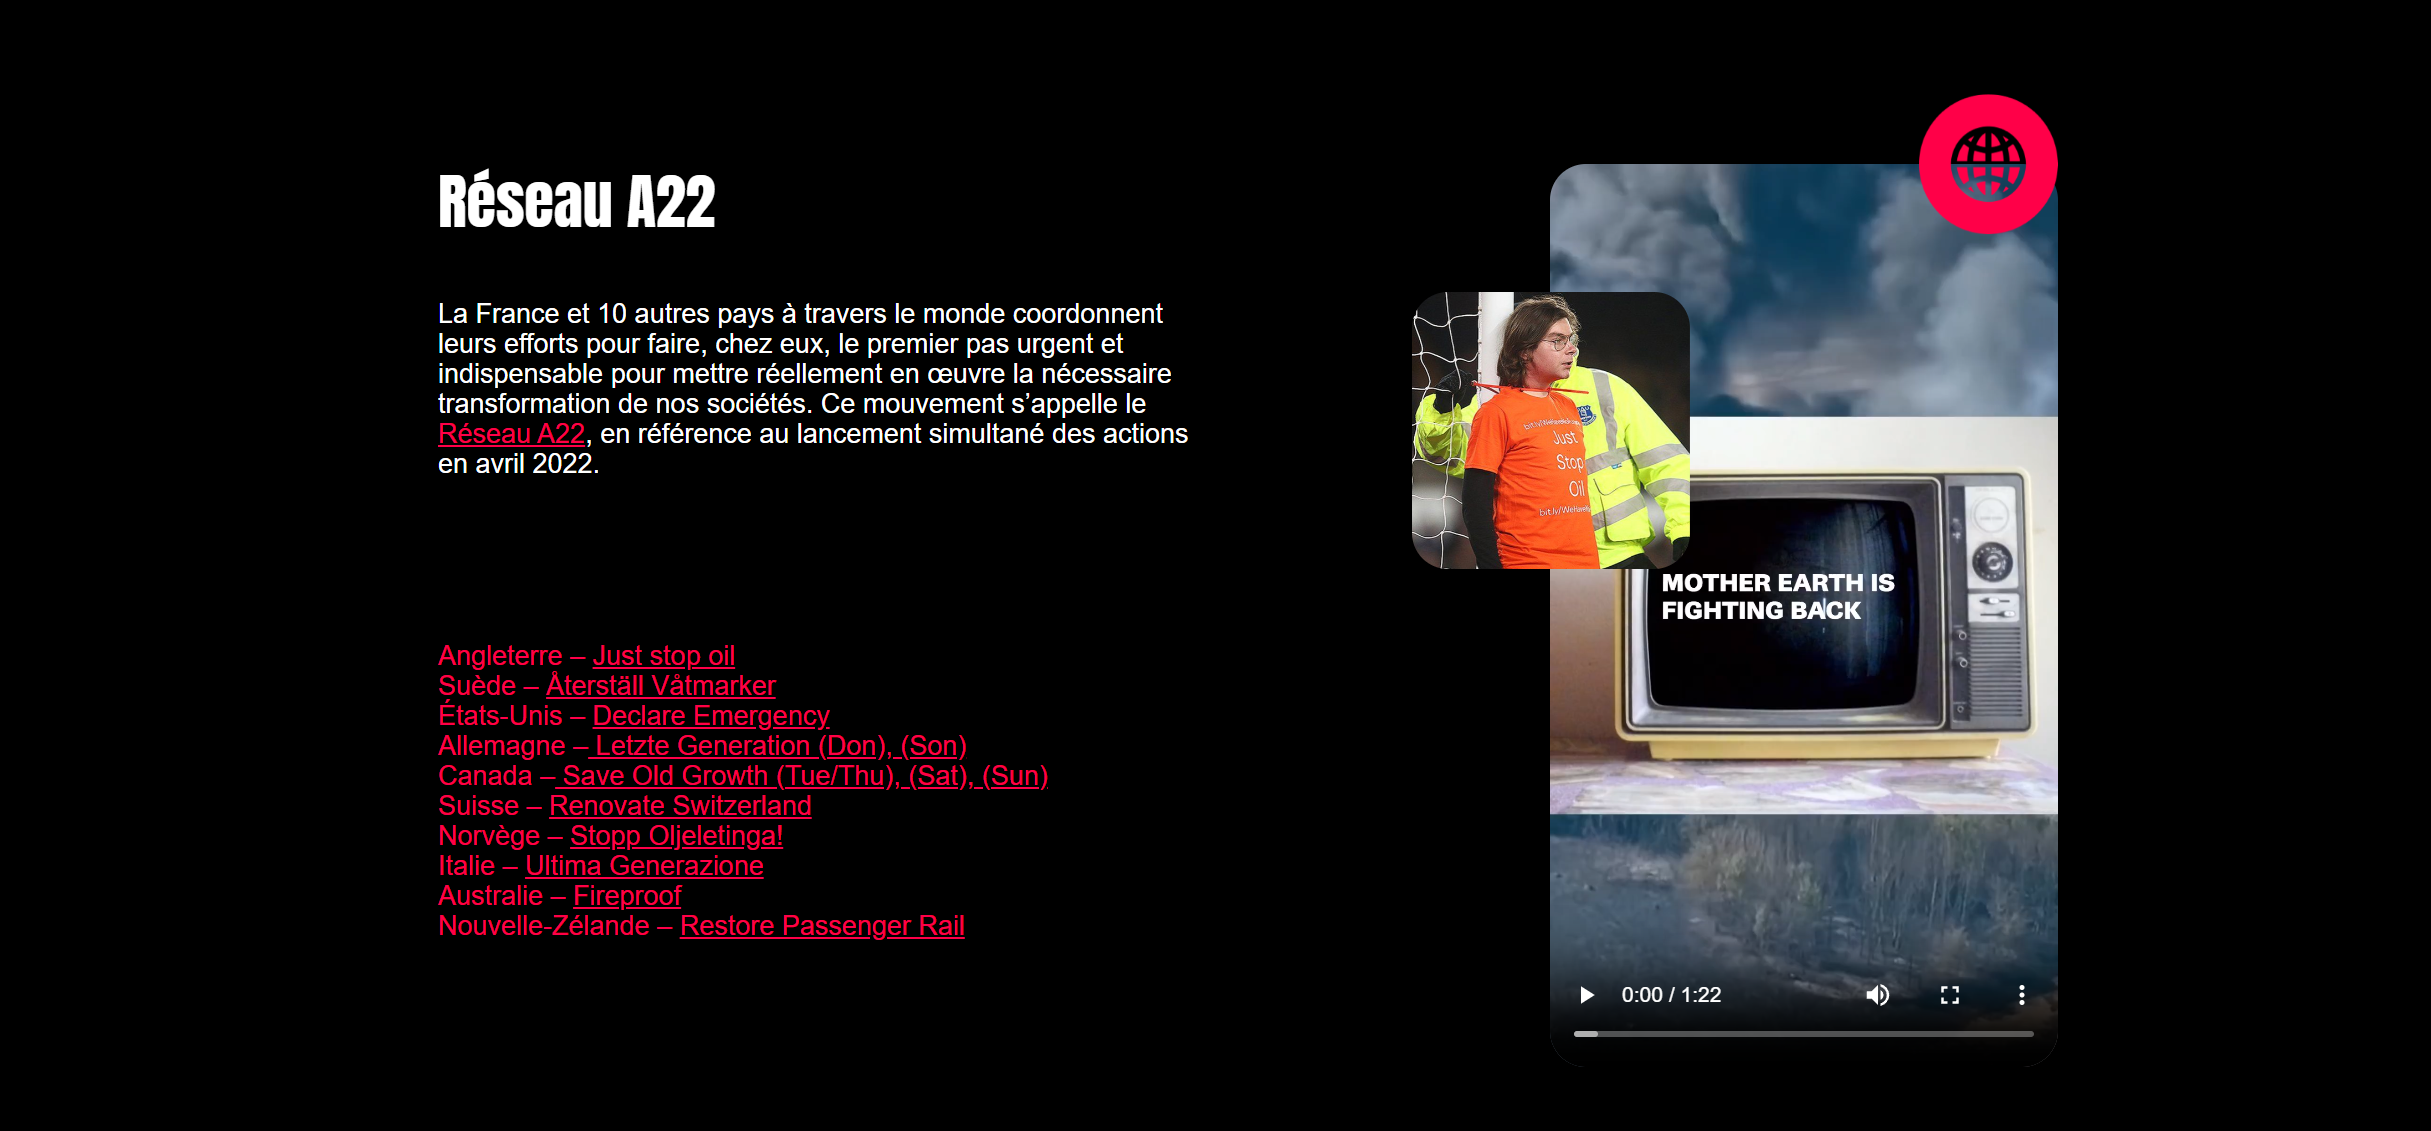 Réseau A22
La France et 10 autres pays à travers le monde coordonnent
leurs efforts pour faire, chez eux, le premier pas urgent et
indispensable pour mettre réellement en œuvre la nécessaire
transformation de nos sociétés. Ce mouvement s’appelle le
Réseau A22, en référence au lancement simultané des actions
en avril 2022.
Angleterre – Just stop oil
Suède – Återställ Våtmarker
États-Unis – Declare Emergency
Allemagne – Letzte Generation (Don), (Son)
Canada – Save Old Growth (Tue/Thu), (Sat), (Sun)
Suisse – Renovate Switzerland
Norvège – Stopp Oljeletinga!
Italie – Ultima Generazione
Australie – Fireproof
Nouvelle-Zélande – Restore Passenger Rail
Just
Stop
Oil
MOTHER EARTH IS
FIGHTING BACK
0:00 / 1:22